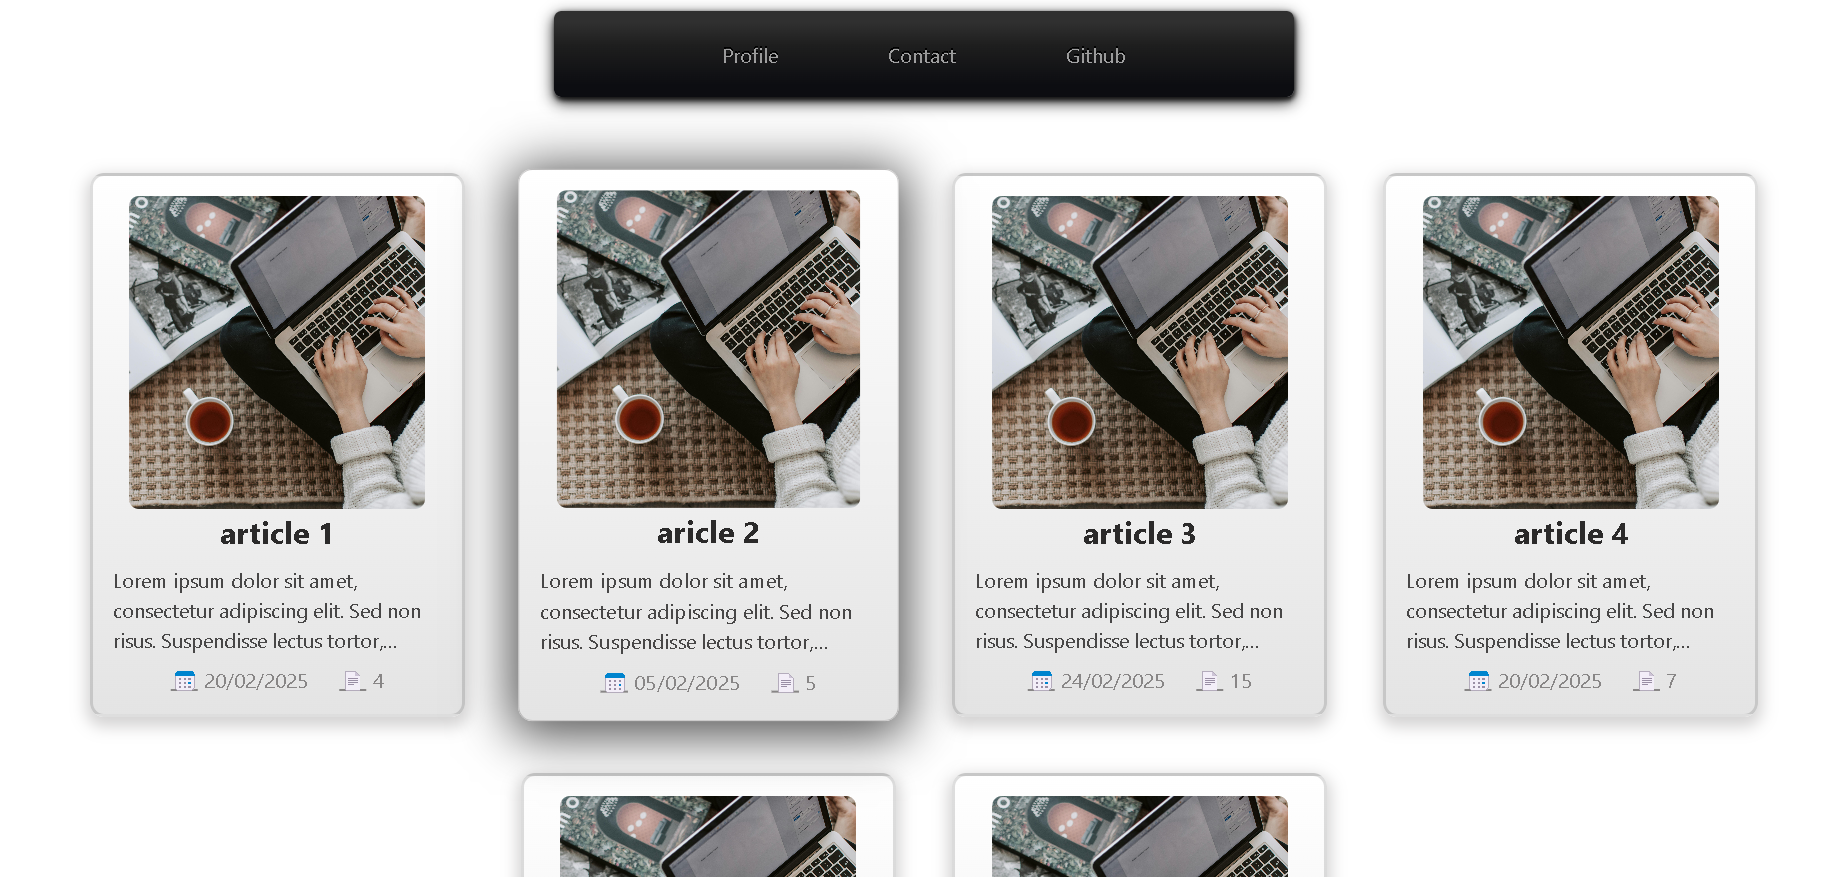 Profile Contact Github
article 1
Lorem ipsum dolor sit amet,
consectetur adipiscing elit. Sed non
risus. Suspendisse lectus tortor,...
20/02/2025 4
aricle 2
Lorem ipsum dolor sit amet,
consectetur adipiscing elit. Sed non
risus. Suspendisse lectus tortor,...
05/02/2025 5
article 3
Lorem ipsum dolor sit amet,
consectetur adipiscing elit. Sed non
risus. Suspendisse lectus tortor,...
24/02/2025 15
article 4
Lorem ipsum dolor sit amet,
consectetur adipiscing elit. Sed non
risus. Suspendisse lectus tortor,...
20/02/2025 7